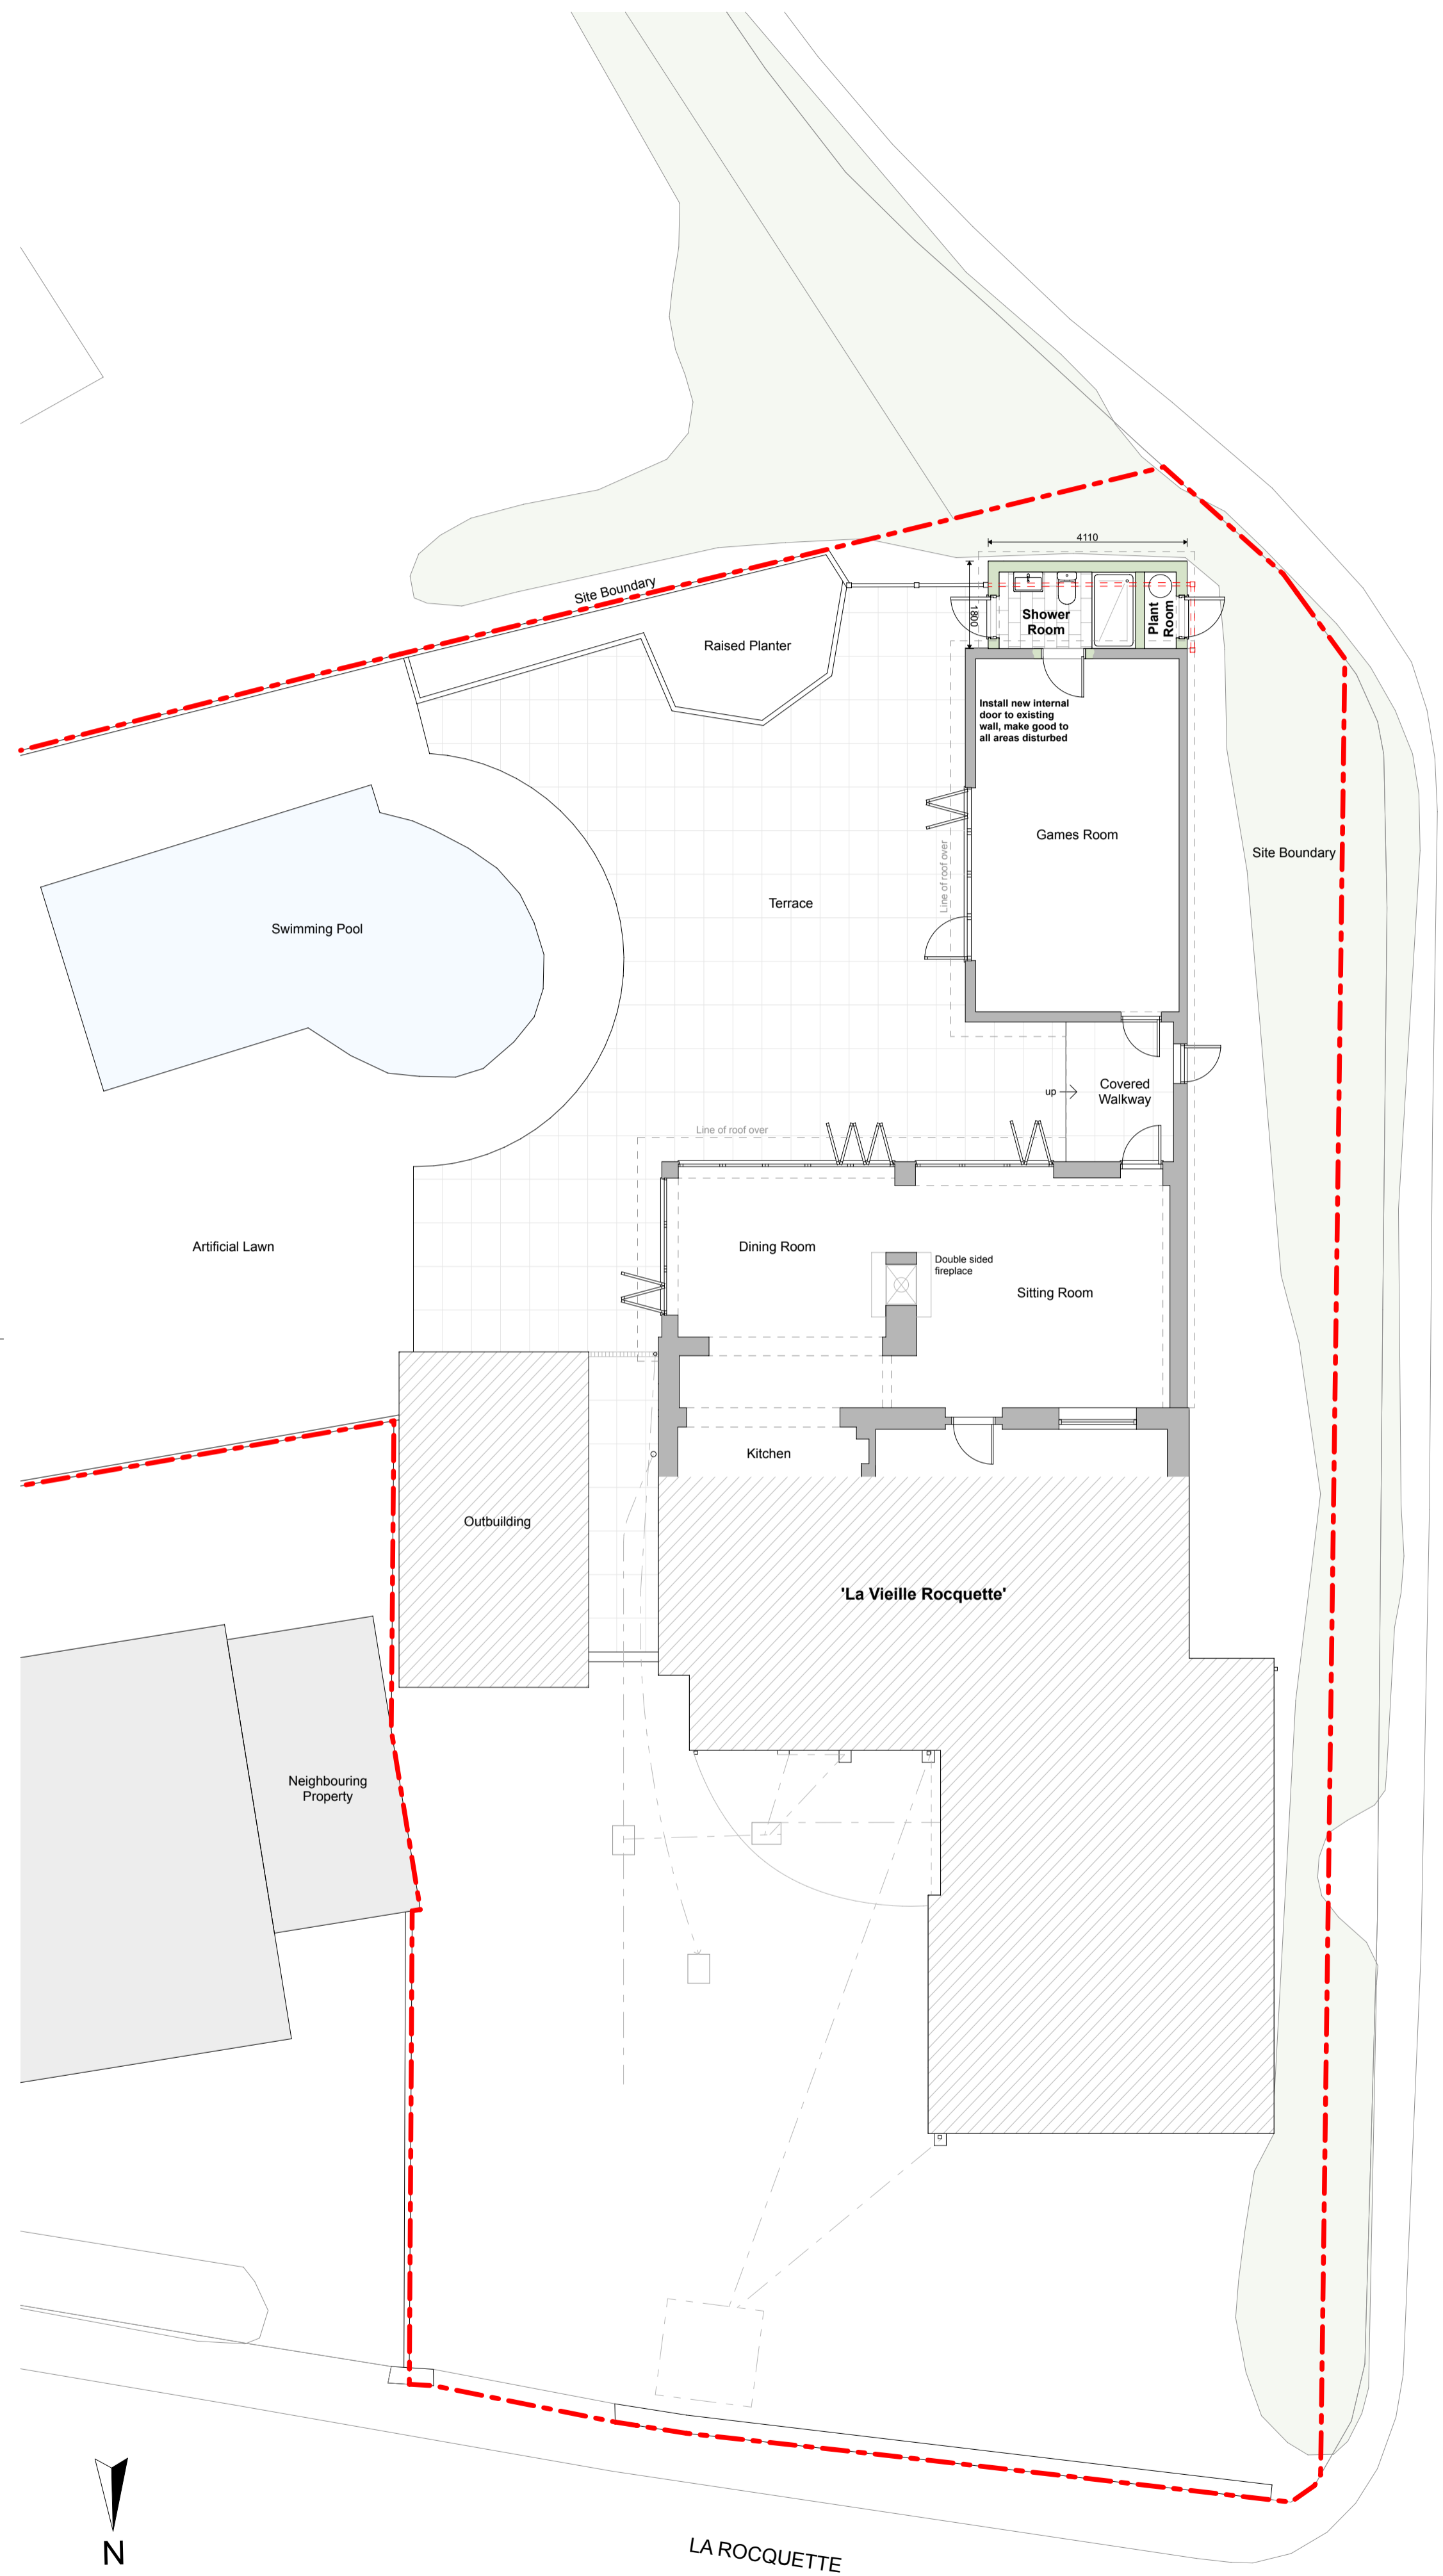 4110
1800
Shower
Room
Plant
Room
Site Boundary
Raised Planter
Install new internal
door to existing
wall, make good to
all areas disturbed
Games Room
Site Boundary
Line of roof over
Terrace
Swimming Pool
up
Covered
Walkway
Line of roof over
Artificial Lawn
Dining Room
Double sided
fireplace
Sitting Room
Kitchen
Outbuilding
'La Vieille Rocquette'
Neighbouring
Property
N
LA ROCQUETTE